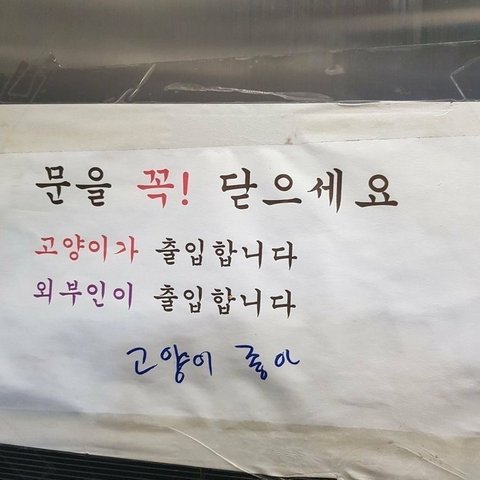 문을 꼭! 닫으세요
고양이가 출입합니다
외부인이 출입합니다
고양이 좋아